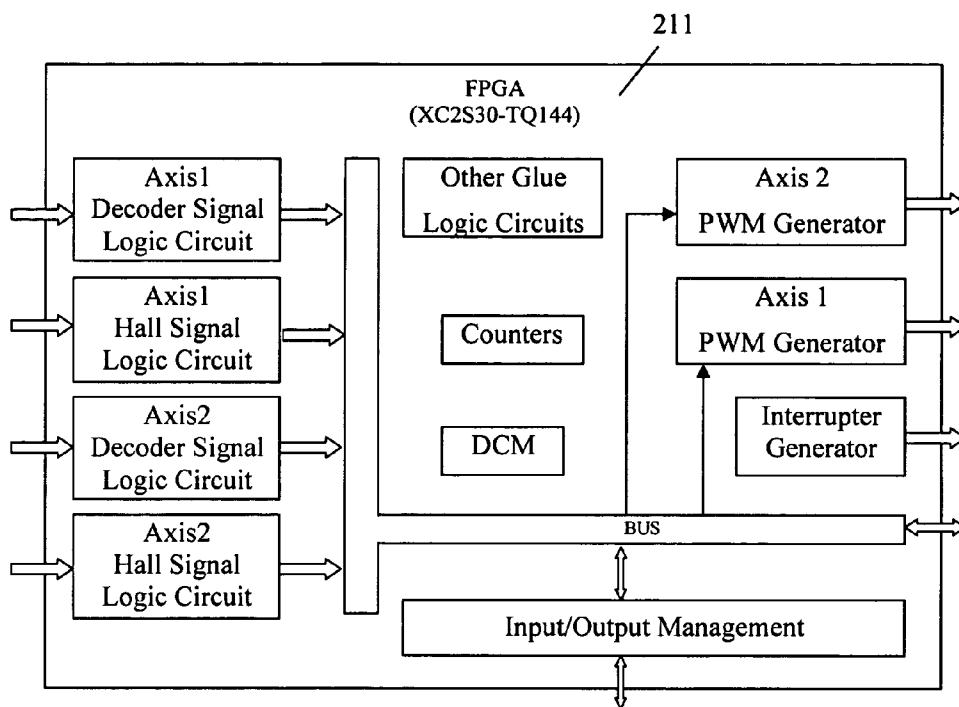 211
FPGA
(XC2S30-TQ144)
Axis1
Decoder Signal
Logic Circuit
Axis1
Hall Signal
Logic Circuit
Axis2
Decoder Signal
Logic Circuit
Axis2
Hall Signal
Logic Circuit
Other Glue
Logic Circuits
Counters
DCM
Axis 2
PWM Generator
Axis 1
PWM Generator
Interrupter
Generator
BUS
Input/Output Management